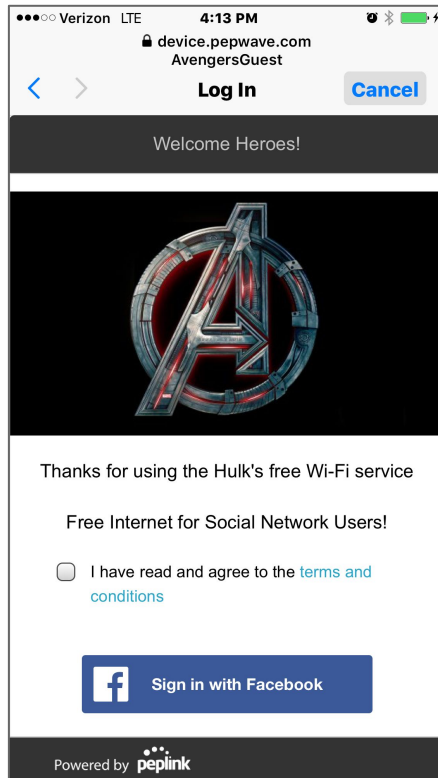 Verizon LTE 4:13 PM
device.pepwave.com
AvengersGuest
Log In
Cancel
Welcome Heroes!
A
Thanks for using the Hulk's free Wi-Fi service
Free Internet for Social Network Users!
I have read and agree to the terms and
conditions
f Sign in with Facebook
Powered by peplink